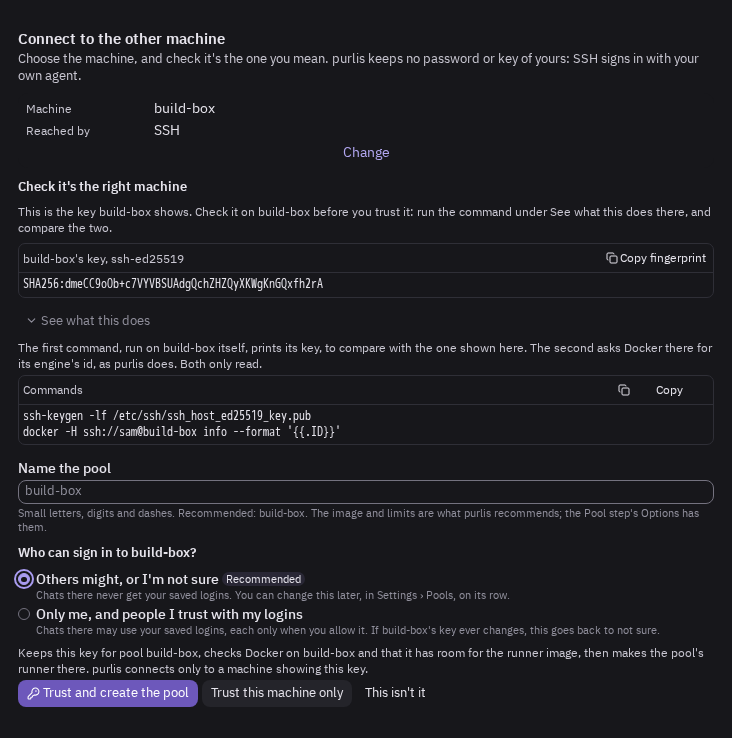 Connect to the other machine
Choose the machine, and check it's the one you mean. purlis keeps no password or key of yours: SSH signs in with your
own agent.
Machine build-box
Reached by SSH
Change
Check it's the right machine
This is the key build-box shows. Check it on build-box before you trust it: run the command under See what this does there, and
compare the two.
build-box's key, ssh-ed25519 Copy fingerprint
SHA256:dmeCC9oOb+c7VYVBSUAdgQchZHZQyXKWgKnGQxfh2rA
See what this does
The first command, run on build-box itself, prints its key, to compare with the one shown here. The second asks Docker there for
its engine's id, as purlis does. Both only read.
Commands Copy
ssh-keygen -lf /etc/ssh/ssh_host_ed25519_key.pub
docker -H ssh://sam@build-box info --format '{{.ID}}'
Name the pool
build-box
Small letters, digits and dashes. Recommended: build-box. The image and limits are what purlis recommends; the Pool step's Options has
them.
Who can sign in to build-box?
Others might, or I'm not sure Recommended
Chats there never get your saved logins. You can change this later, in Settings › Pools, on its row.
Only me, and people I trust with my logins
Chats there may use your saved logins, each only when you allow it. If build-box's key ever changes, this goes back to not sure.
Keeps this key for pool build-box, checks Docker on build-box and that it has room for the runner image, then makes the pool's
runner there. purlis connects only to a machine showing this key.
Trust and create the pool Trust this machine only This isn't it